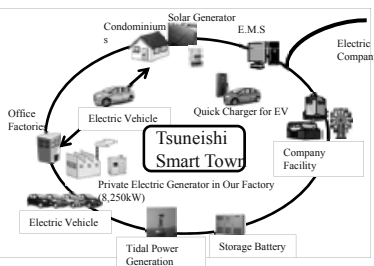 Solar Generator
Condominium
s
E.M.S
Electric
Compan
Office
Factories
Electric Vehicle
Quick Charger for EV
Tsuneishi
Smart Town
Company
Facility
Private Electric Generator in Our Factory
(8,250kW)
Electric Vehicle
Tidal Power
Generation
Storage Battery